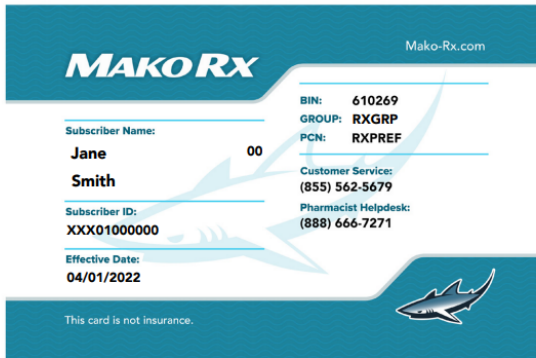 MAKO RX
Mako-Rx.com
Subscriber Name:
Jane 00
Smith
Subscriber ID:
XXX01000000
Effective Date:
04/01/2022
BIN: 610269
GROUP: RXGRP
PCN: RXPREF
Customer Service:
(855) 562-5679
Pharmacist Helpdesk:
(888) 666-7271
This card is not insurance.